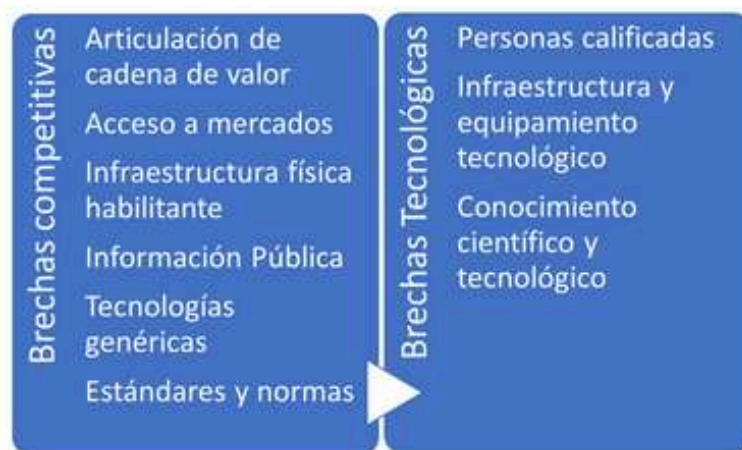 Brechas competitivas
Articulación de
cadena de valor
Acceso a mercados
Infraestructura física
habilitante
Información Pública
Tecnologías
genéricas
Estándares y normas
Brechas Tecnológicas
Personas calificadas
Infraestructura y
equipamiento
tecnológico
Conocimiento
científico y
tecnológico